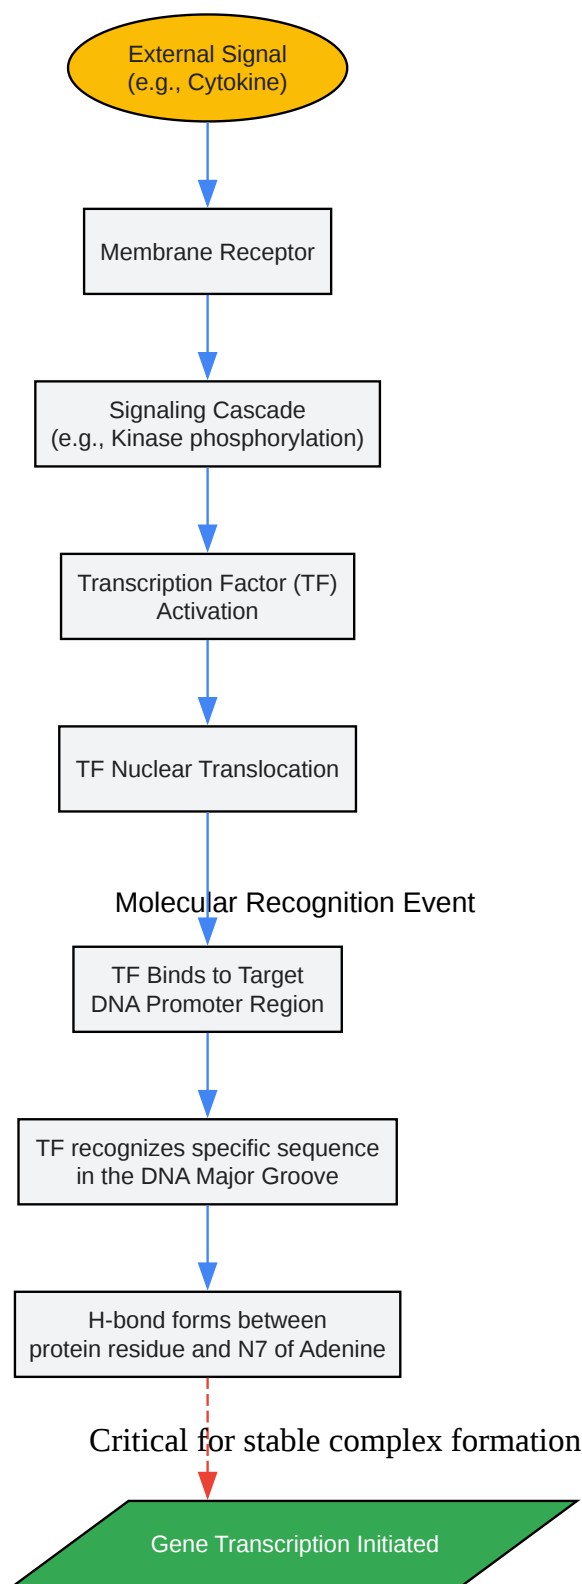 External Signal
(e.g., Cytokine)
Membrane Receptor
Signaling Cascade
(e.g., Kinase phosphorylation)
Transcription Factor (TF)
Activation
TF Nuclear Translocation
Molecular Recognition Event
TF Binds to Target
DNA Promoter Region
TF recognizes specific sequence
in the DNA Major Groove
H-bond forms between
protein residue and N7 of Adenine
Critical for stable complex formation
Gene Transcription Initiated